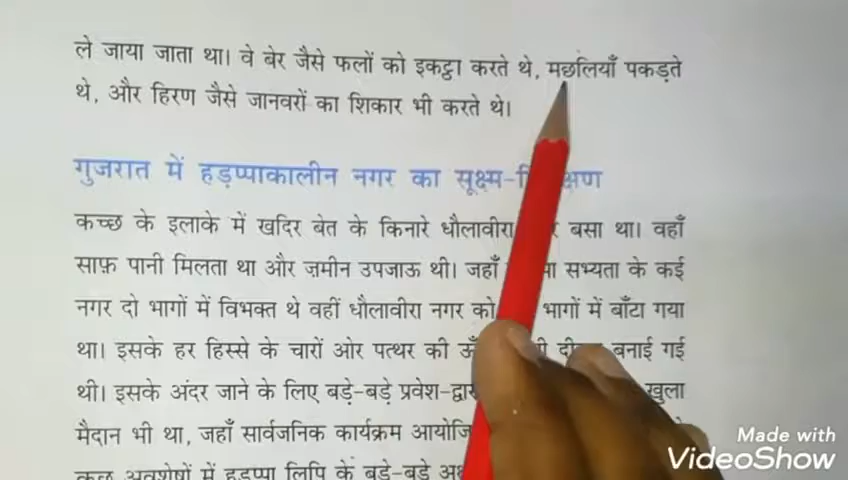 ले जाया जाता था। वे बेर जैसे फलों को इकट्ठा करते थे, मछलियाँ पकड़ते
थे, और हिरण जैसे जानवरों का शिकार भी करते थे।
गुजरात में हड़प्पाकालीन नगर का सूक्ष्म-
कच्छ के इलाके में खदिर बेत के किनारे धौलावीरा बसा था। वहाँ
साफ़ पानी मिलता था और ज़मीन उपजाऊ थी। जहाँ सभ्यता के कई
नगर दो भागों में विभक्त थे वहीं धौलावीरा नगर को भागों में बाँटा गया
था। इसके हर हिस्से के चारों ओर पत्थर की बनाई गई
थी। इसके अंदर जाने के लिए बड़े-बड़े प्रवेश-द्वार खुला
मैदान भी था, जहाँ सार्वजनिक कार्यक्रम
कुछ अवशेषों में हड़प्पा लिपि के बड़े-बड़े
Made with
VideoShow